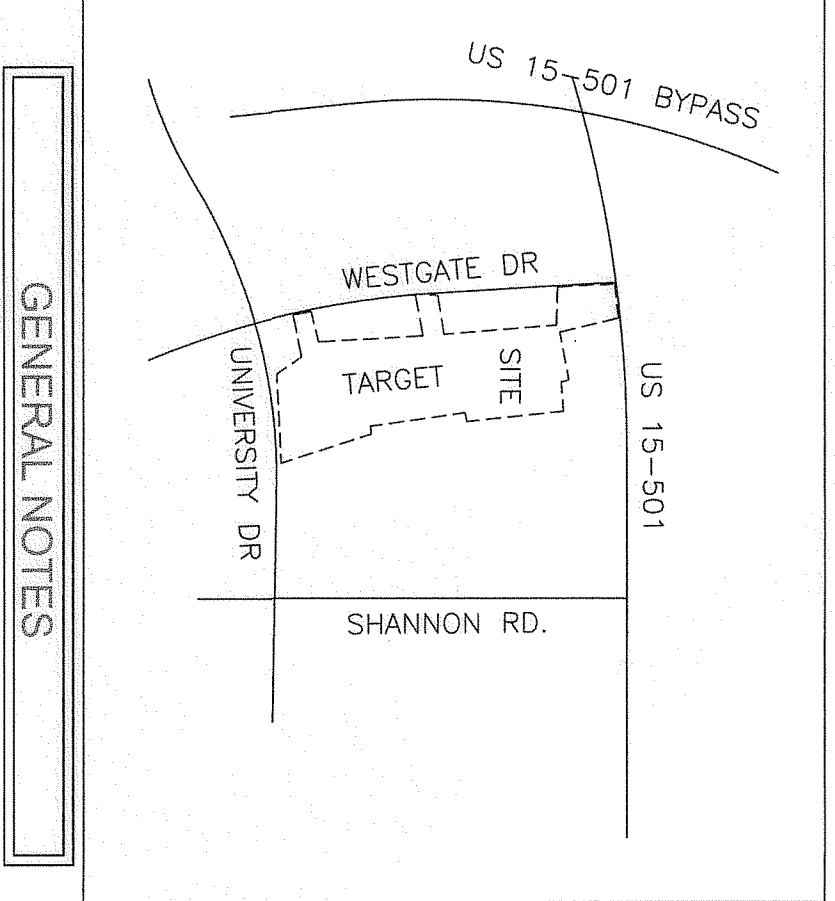 US 15-501 BYPASS
WESTGATE DR
TARGET
SITE
UNIVERSITY DR
US 15-501
SHANNON RD.
GENERAL NOTES